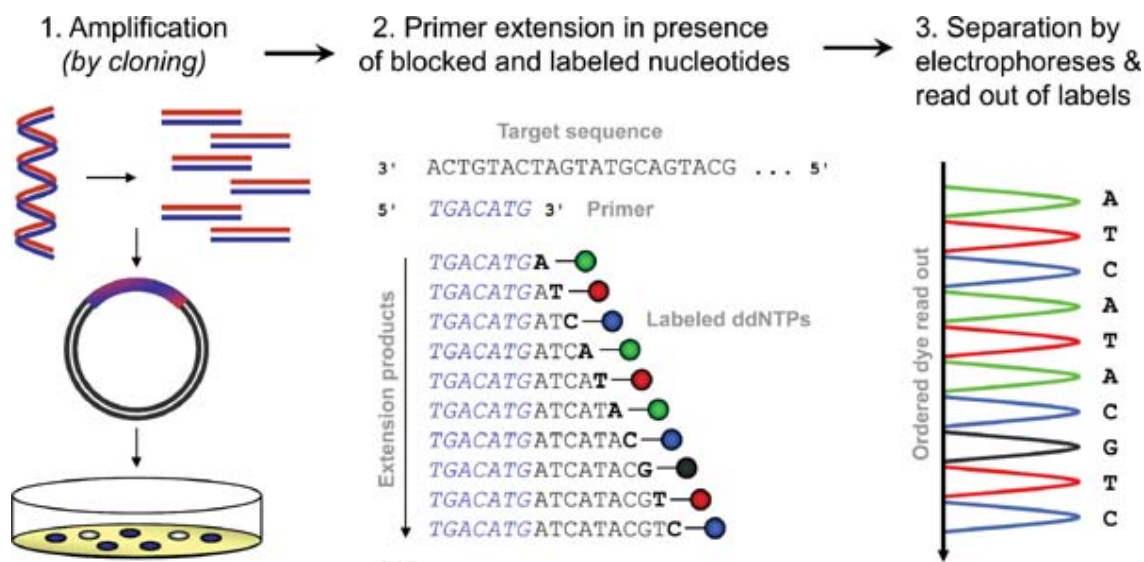 1. Amplification
(by cloning)
2. Primer extension in presence
of blocked and labeled nucleotides
3. Separation by
electrophoreses &
read out of labels
Target sequence
3' ACTGTACTAGTATGCAGTACG ... 5'
5' TGACATG 3' Primer
Extension products
TGACATGA
TGACATGAT
TGACATGATC
Labeled ddNTPs
TGACATGATCA
TGACATGATCAT
TGACATGATCATA
TGACATGATCATAC
TGACATGATCATACG
TGACATGATCATACGT
TGACATGATCATACGTC
Ordered dye read out
A
T
C
A
T
A
C
G
T
C